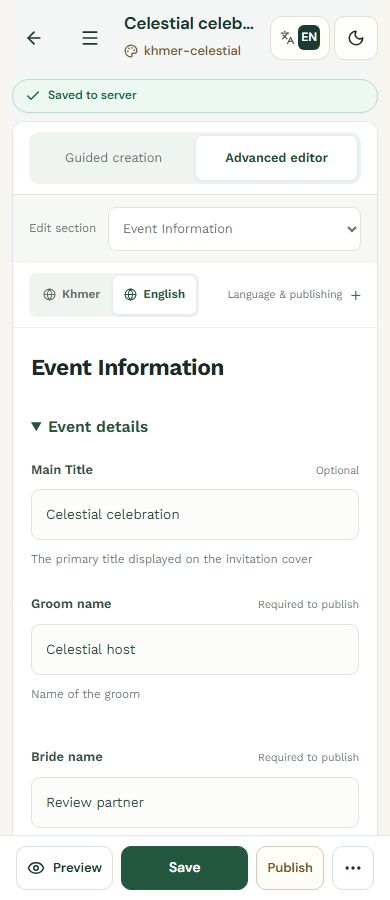 Celestial celeb...
khmer-celestial
EN
Saved to server
Guided creation
Advanced editor
Edit section
Event Information
Khmer
English
Language & publishing +
Event Information
▼ Event details
Main Title
Optional
Celestial celebration
The primary title displayed on the invitation cover
Groom name
Required to publish
Celestial host
Name of the groom
Bride name
Required to publish
Review partner
Preview
Save
Publish